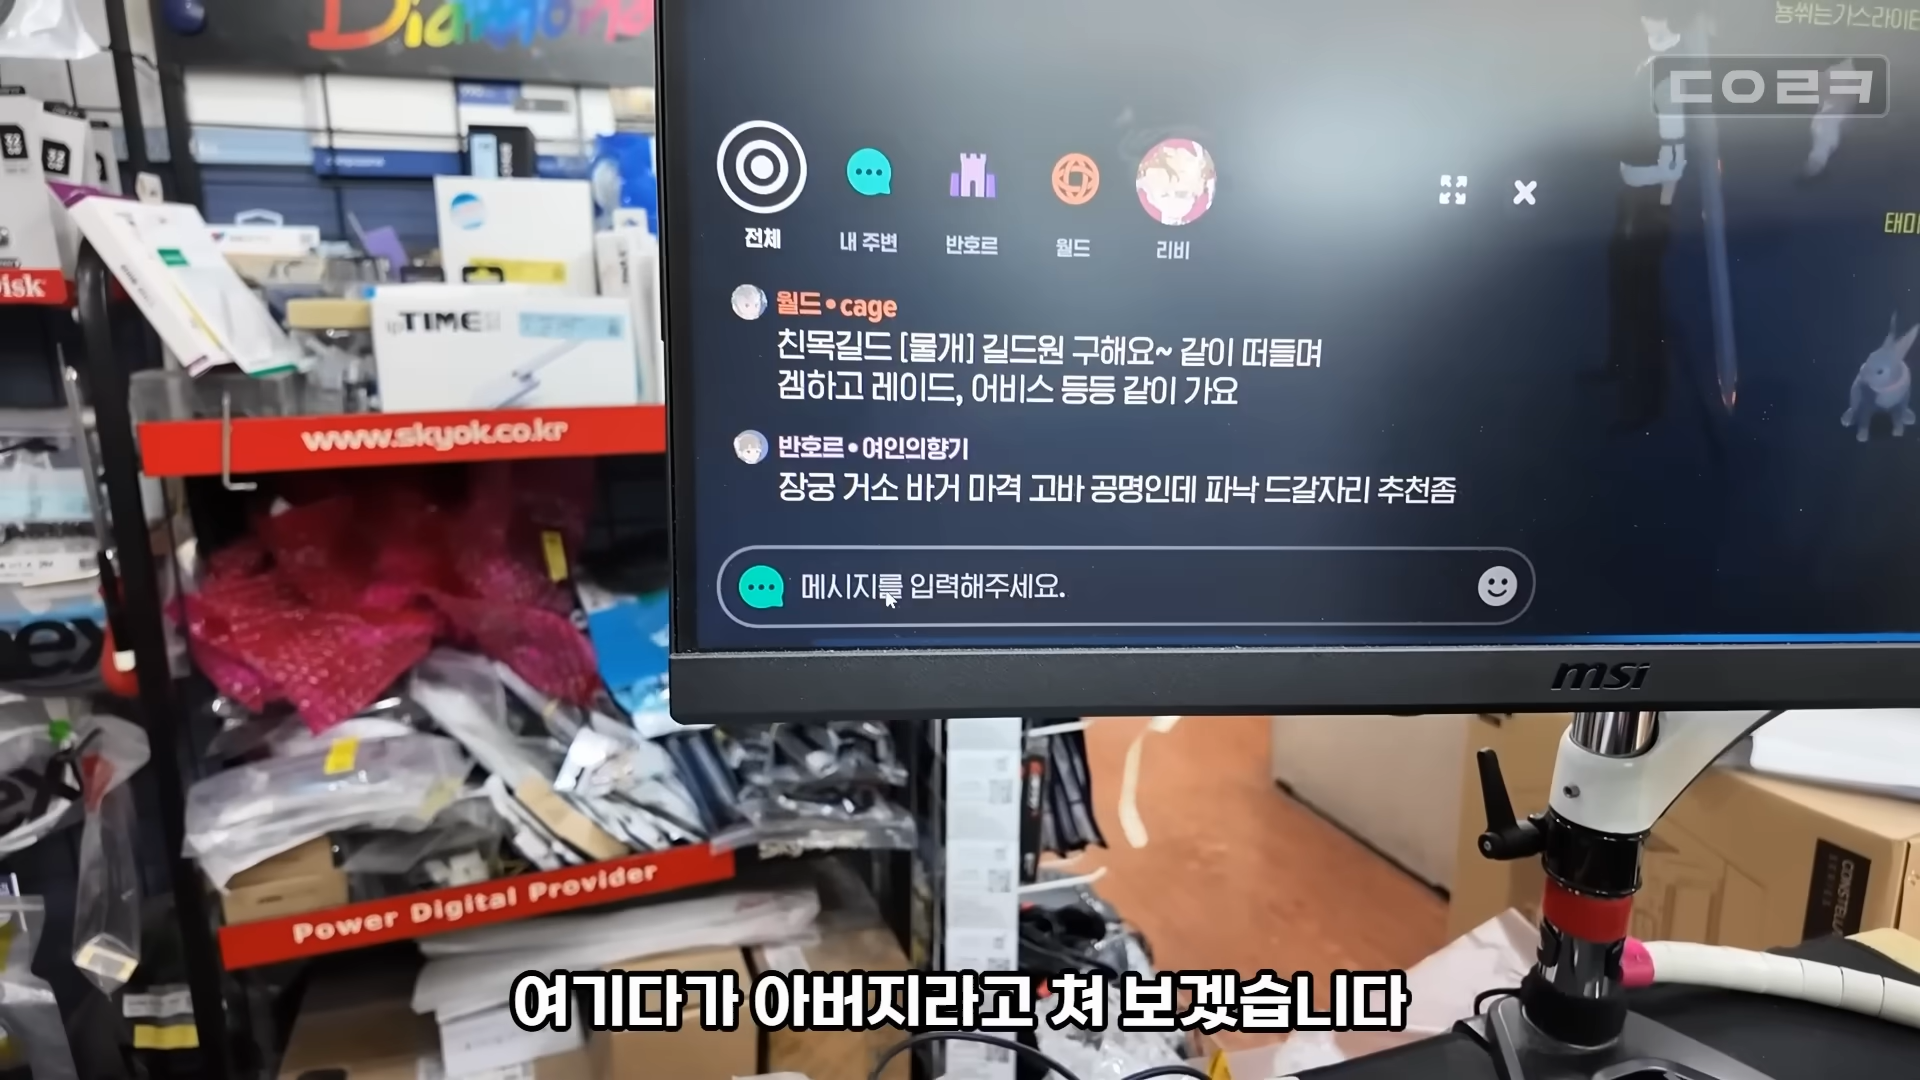 Diamond
뇽쒸는가스라이터
ㄷㅇㄹㅋ
전체
내 주변
반호르
월드
리비
태미
월드•cage
친목길드 [물개] 길드원 구해요~ 같이 떠들며
겜하고 레이드, 어비스 등등 같이 가요
반호르•여인의향기
장궁 거소 바거 마격 고바 공명인데 파낙 드갈자리 추천좀
메시지를 입력해주세요.
msi
isk
ipTIME
www.skyok.co.kr
Power Digital Provider
여기다가 아버지라고 쳐 보겠습니다